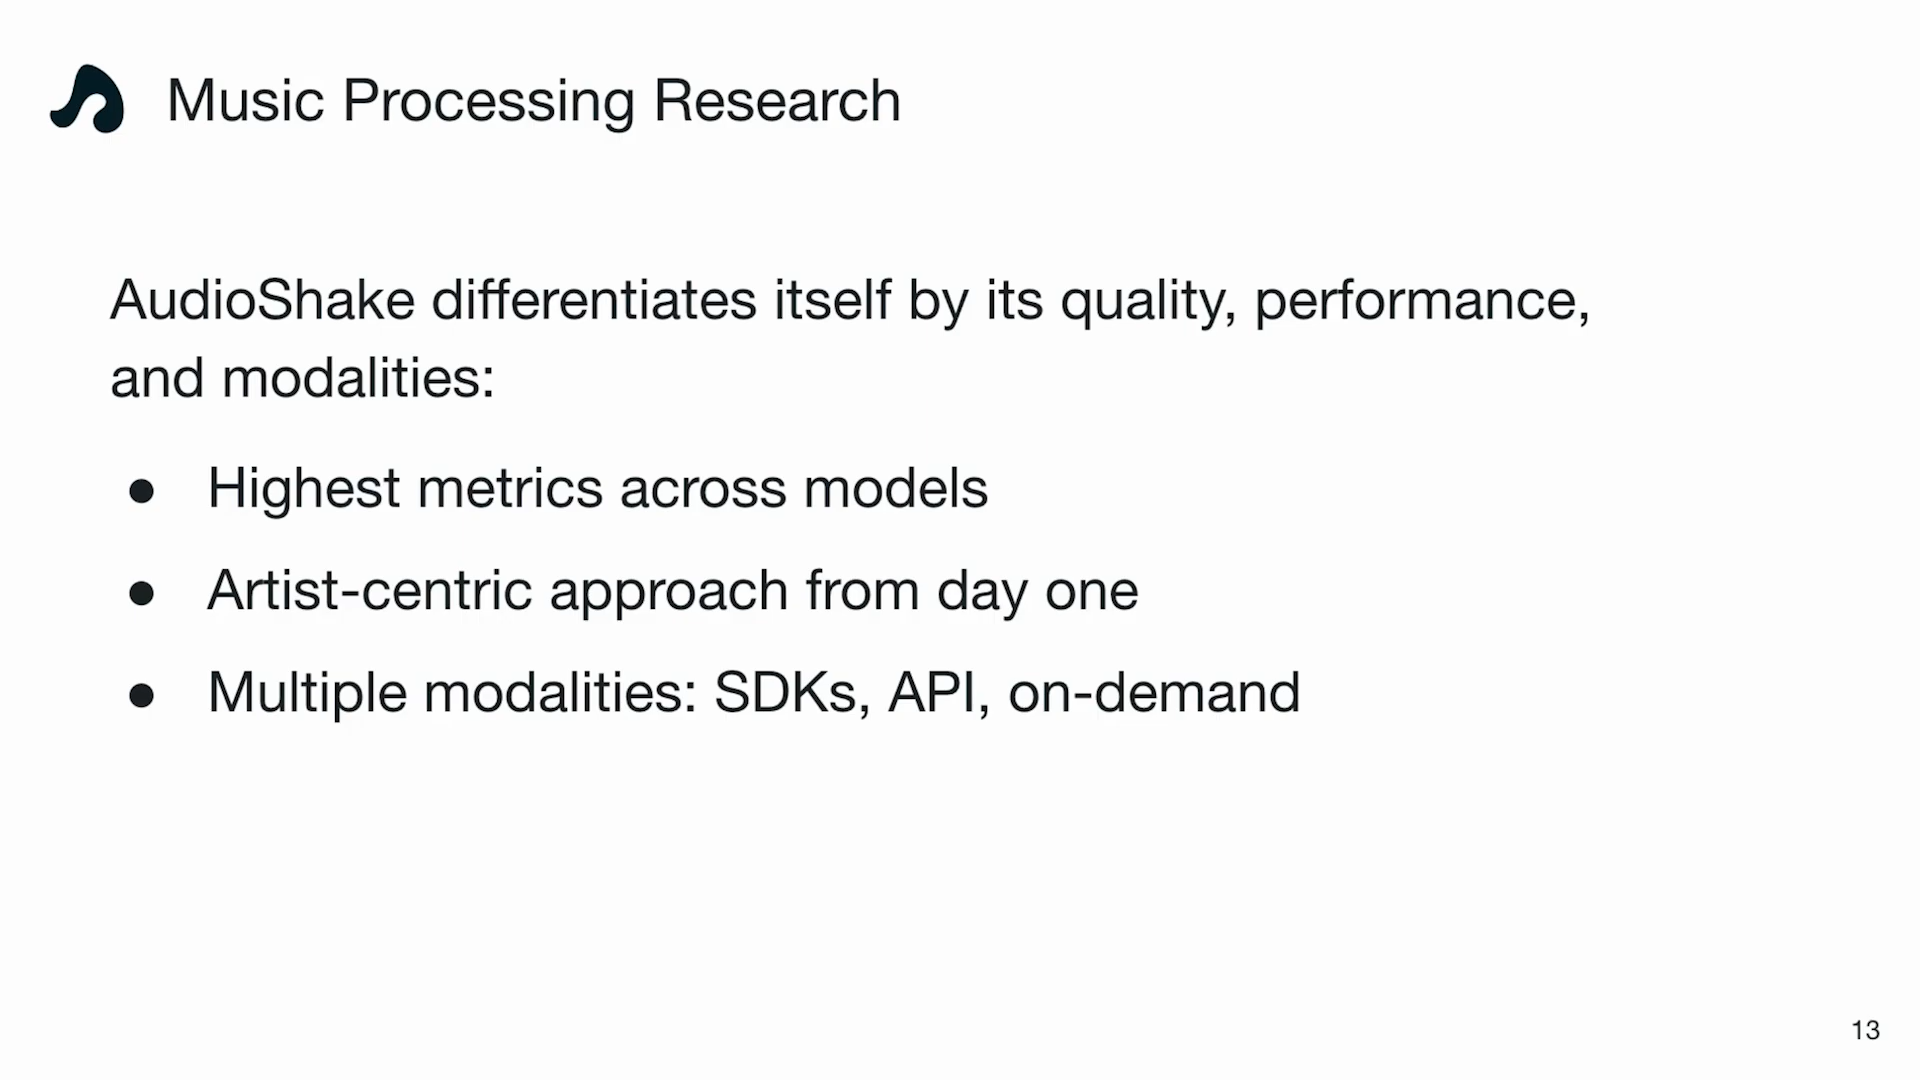 Music Processing Research
AudioShake differentiates itself by its quality, performance,
and modalities:
● Highest metrics across models
● Artist-centric approach from day one
● Multiple modalities: SDKs, API, on-demand
13